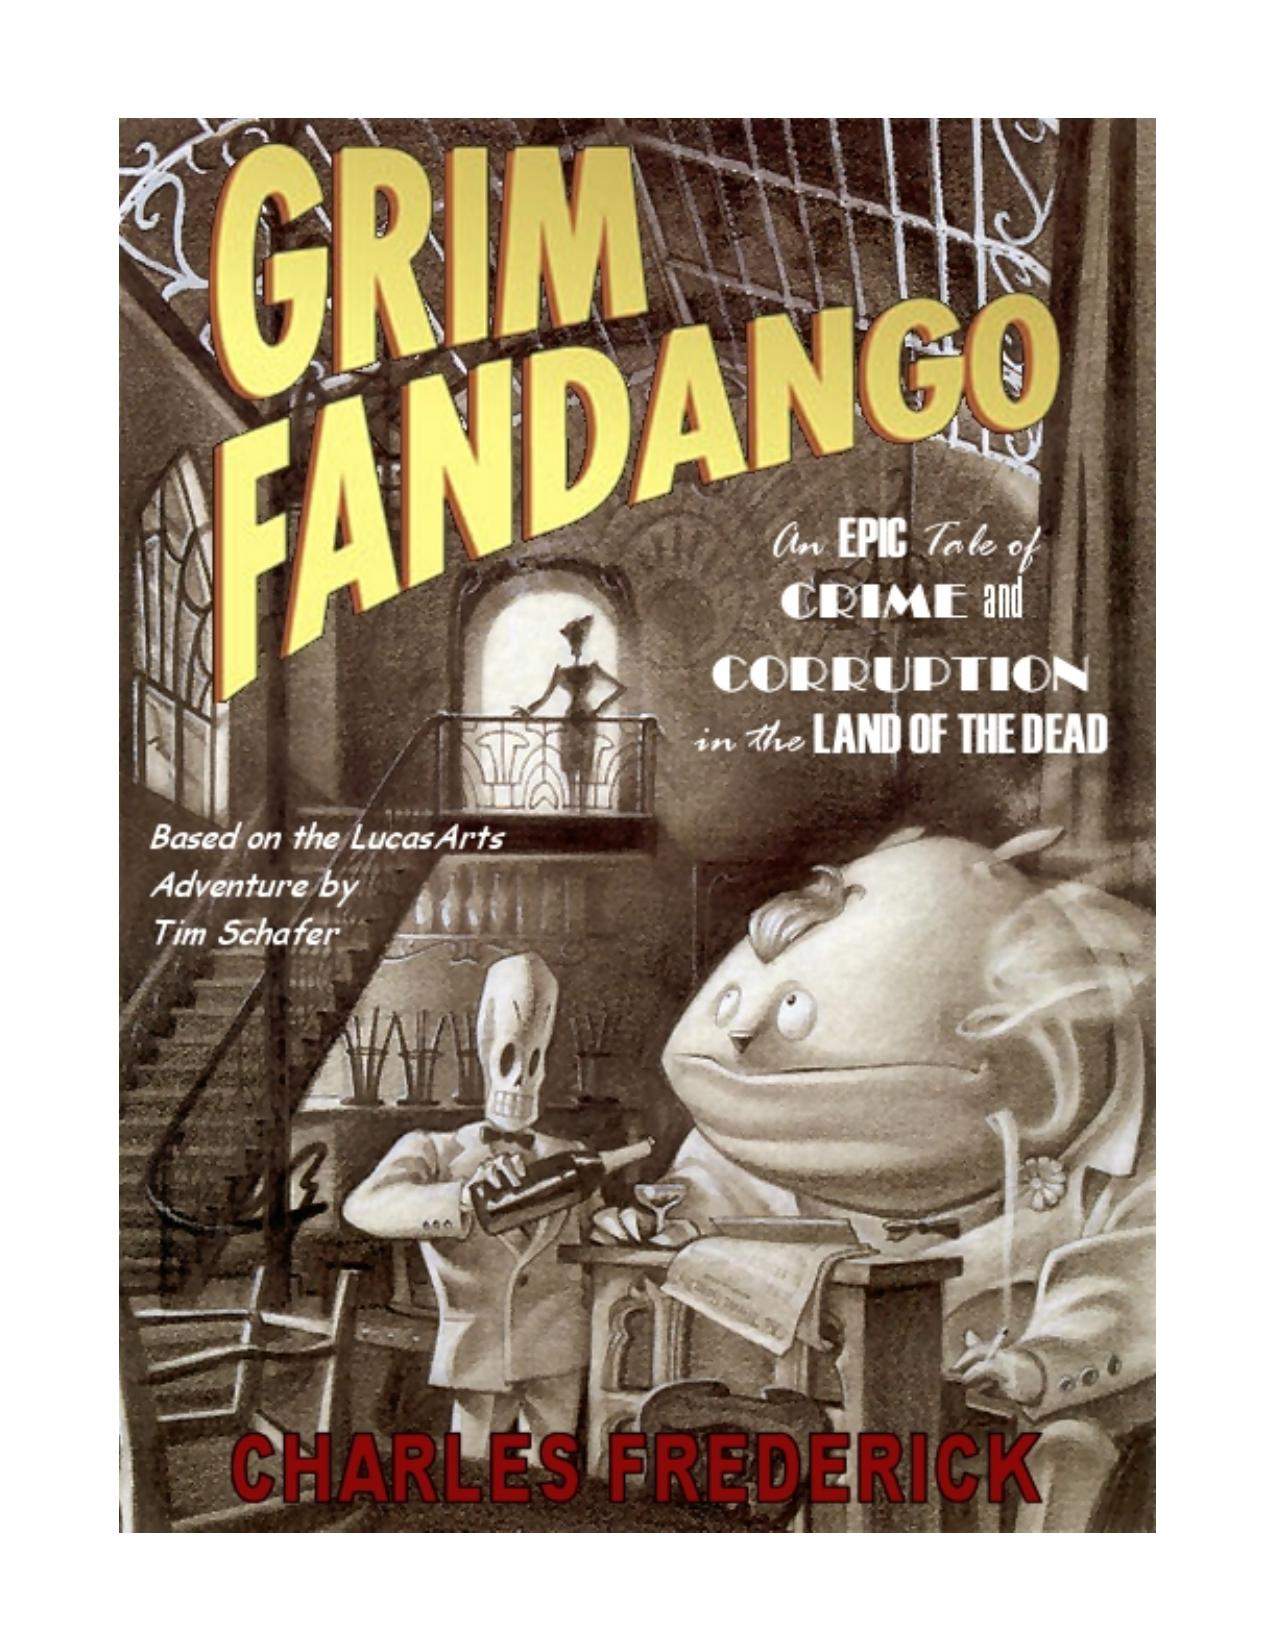 GRIM
FANDANGO
An EPIC Tale of
CRIME and
CORRUPTION
in the LAND OF THE DEAD
Based on the LucasArts
Adventure by
Tim Schafer
CHARLES FREDERICK